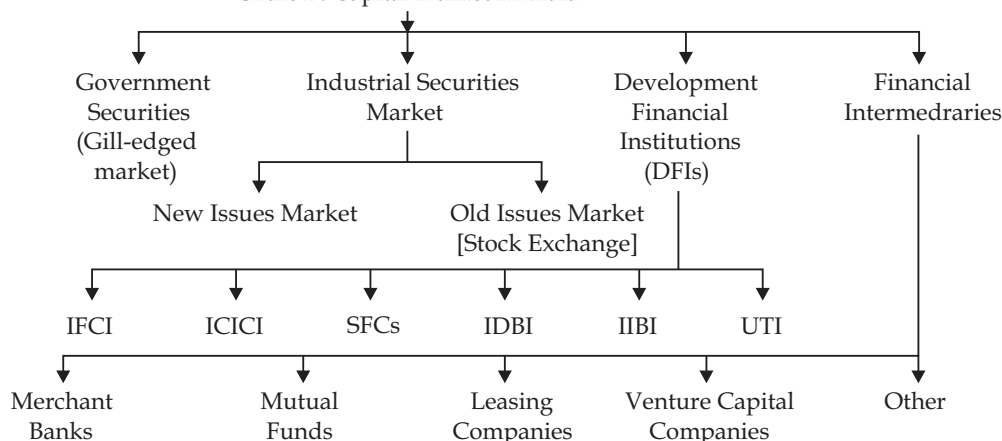 Government
Securities
(Gill-edged
market)
Industrial Securities
Market
Development
Financial
Institutions
(DFIs)
Financial
Intermedraries
New Issues Market
Old Issues Market
[Stock Exchange]
IFCI
ICICI
SFCs
IDBI
IIBI
UTI
Merchant
Banks
Mutual
Funds
Leasing
Companies
Venture Capital
Companies
Other